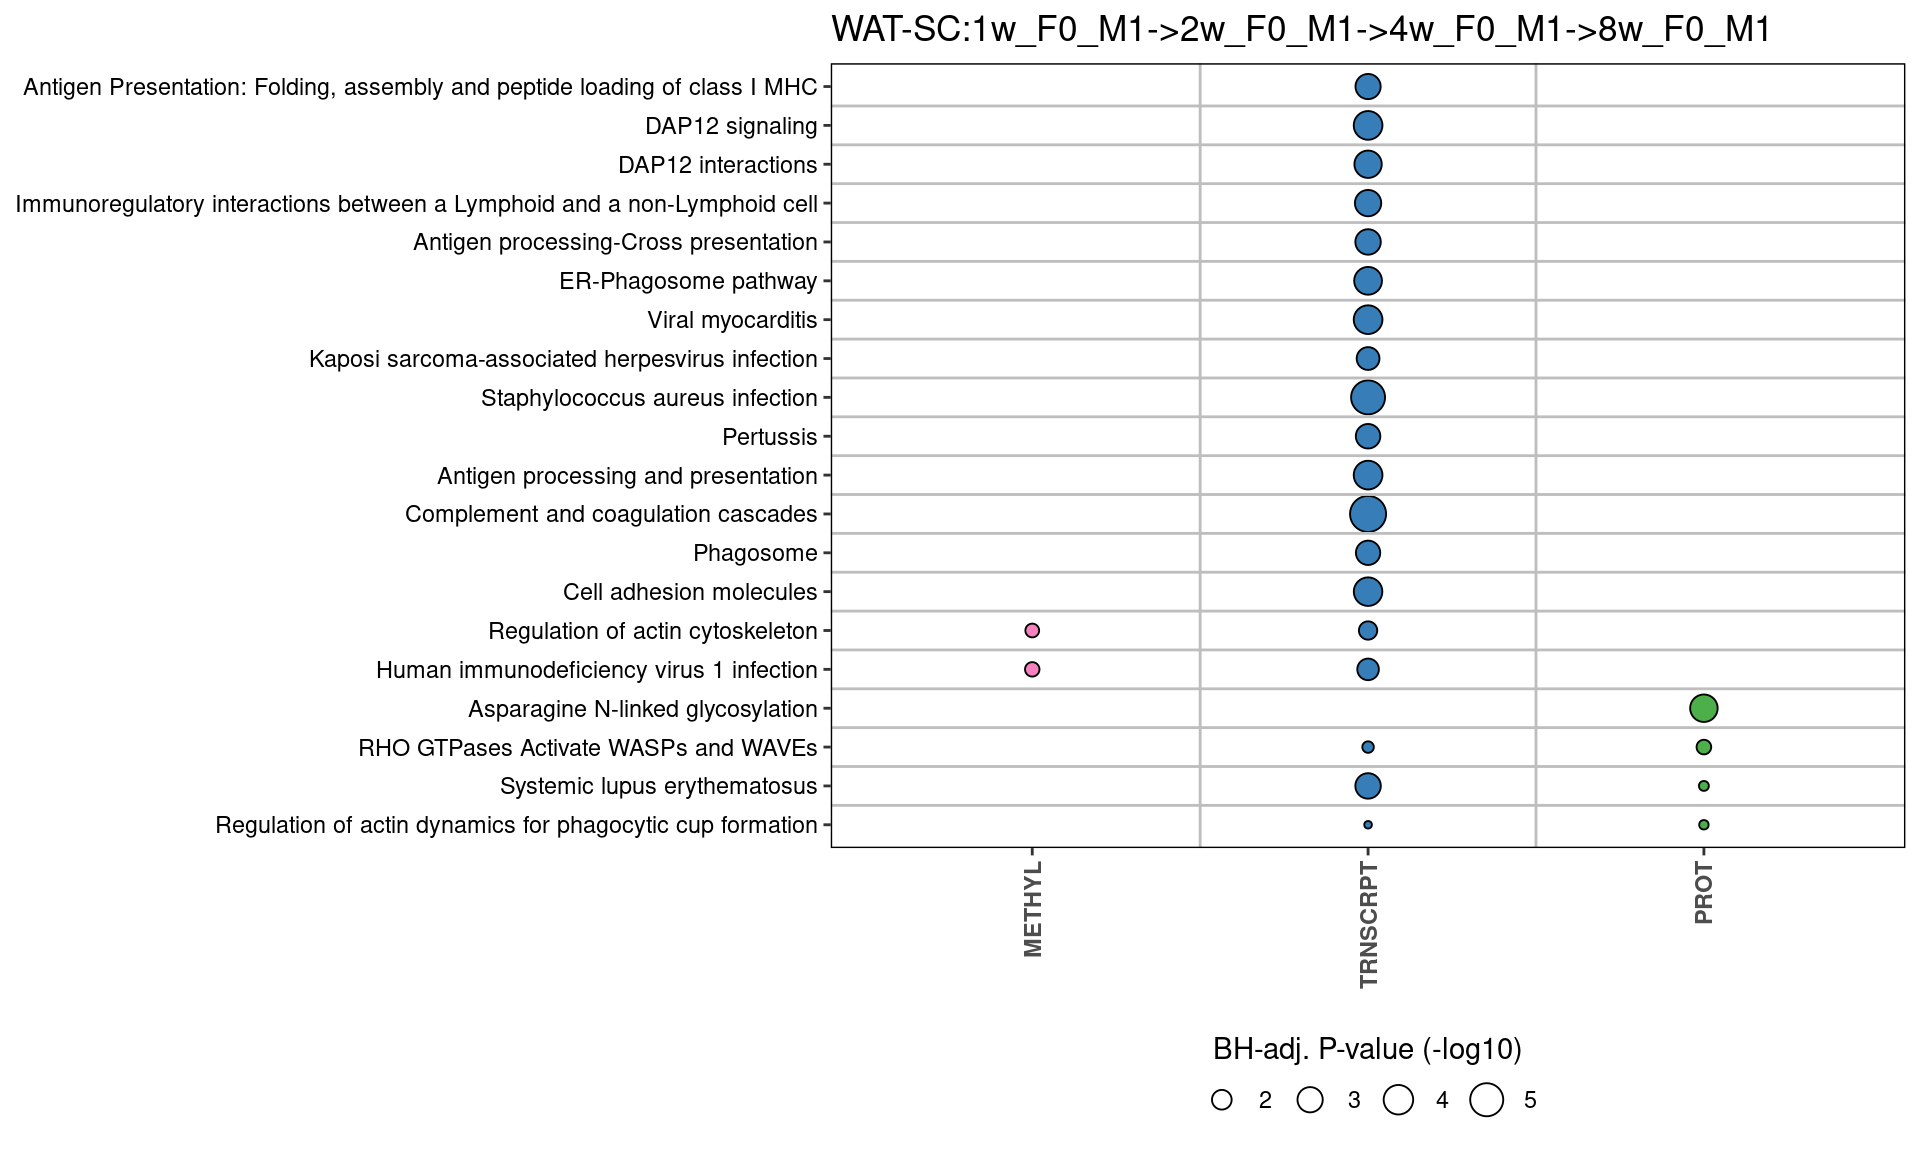 WAT-SC:1w_F0_M1->2w_F0_M1->4w_F0_M1->8w_F0_M1
Antigen Presentation: Folding, assembly and peptide loading of class I MHC
DAP12 signaling
DAP12 interactions
Immunoregulatory interactions between a Lymphoid and a non-Lymphoid cell
Antigen processing-Cross presentation
ER-Phagosome pathway
Viral myocarditis
Kaposi sarcoma-associated herpesvirus infection
Staphylococcus aureus infection
Pertussis
Antigen processing and presentation
Complement and coagulation cascades
Phagosome
Cell adhesion molecules
Regulation of actin cytoskeleton
Human immunodeficiency virus 1 infection
Asparagine N-linked glycosylation
RHO GTPases Activate WASPs and WAVEs
Systemic lupus erythematosus
Regulation of actin dynamics for phagocytic cup formation
METHYL
TRNSCRPT
PROT
BH-adj. P-value (-log10)
2 3 4 5